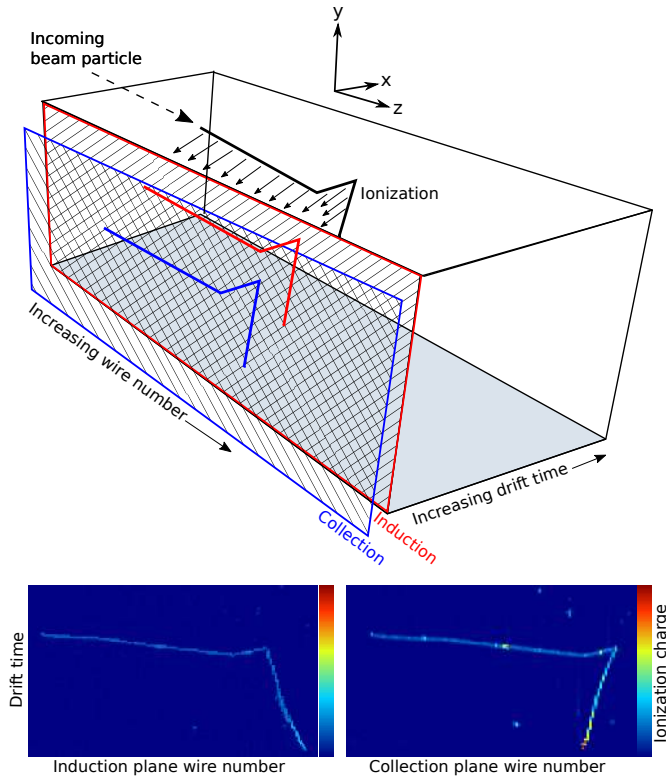 y
Incoming
beam particle
x
z
Ionization
Increasing wire number
Increasing drift time
Induction
Collection
Drift time
Ionization charge
Induction plane wire number
Collection plane wire number